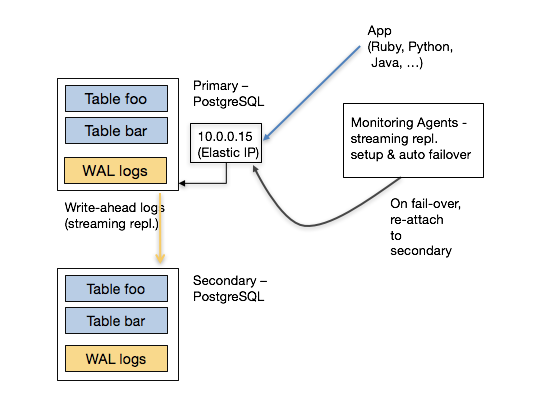 App
(Ruby, Python,
Java, …)
Primary –
PostgreSQL
Table foo
Table bar
WAL logs
10.0.0.15
(Elastic IP)
Monitoring Agents -
streaming repl.
setup & auto failover
On fail-over,
re-attach
to
secondary
Write-ahead logs
(streaming repl.)
Secondary –
PostgreSQL
Table foo
Table bar
WAL logs